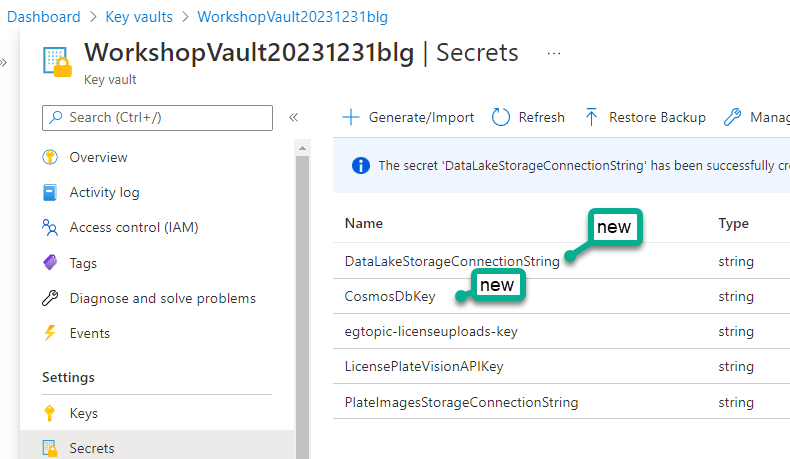 Dashboard > Key vaults > WorkshopVault20231231blg
WorkshopVault20231231blg | Secrets ...
Key vault
Search (Ctrl+/) «
Overview
Activity log
Access control (IAM)
Tags
Diagnose and solve problems
Events
Settings
Keys
Secrets
Generate/Import Refresh Restore Backup Manag
The secret 'DataLakeStorageConnectionString' has been successfully cre
Name Type
new
DataLakeStorageConnectionString string
new
CosmosDbKey string
egtopic-licenseuploads-key string
LicensePlateVisionAPIKey string
PlateImagesStorageConnectionString string